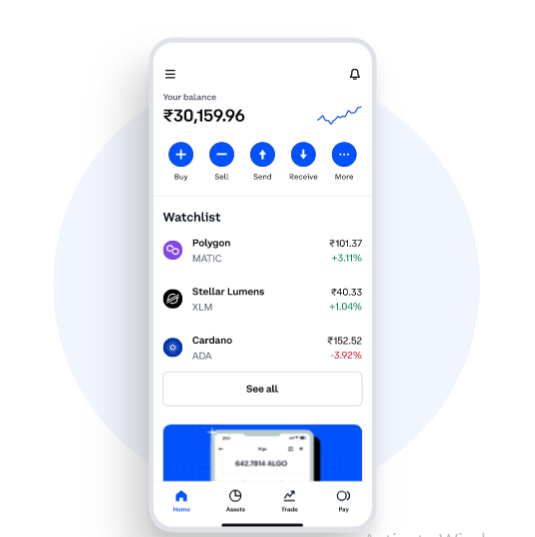 Your balance
₹30,159.96
Buy Sell Send Receive More
Watchlist
Polygon ₹101.37
MATIC +3.11%
Stellar Lumens ₹40.33
XLM +1.04%
Cardano ₹152.52
ADA -3.92%
See all
Algo
642.7814 ALGO
Home Assets Trade Pay